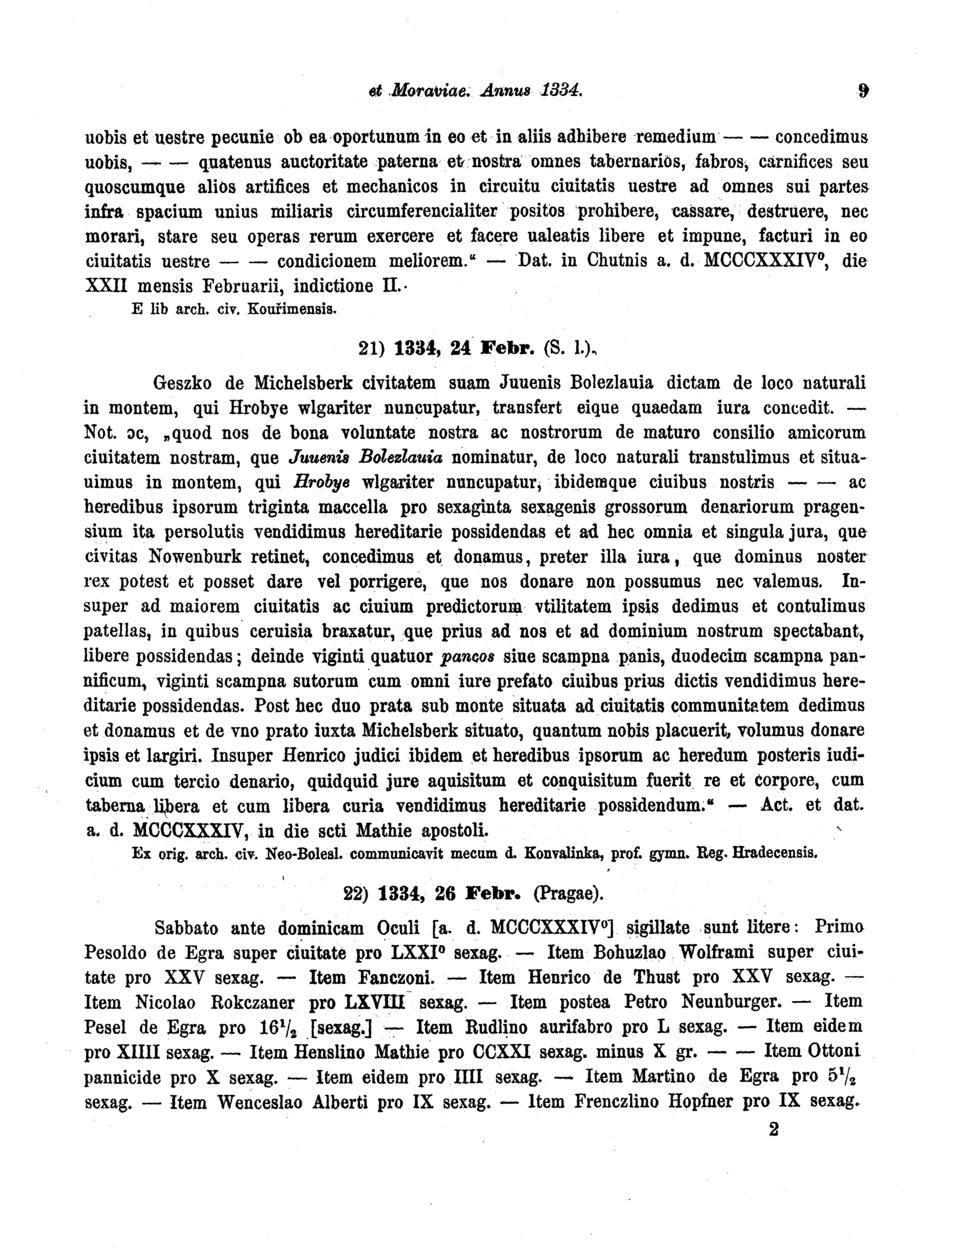 et Moraviae. Annus 1334. 9
uobis et uestre pecunie ob ea oportunum in eo et in aliis adhibere remedium — — concedimus
uobis, — — quatenus auctoritate paterna et nostra omnes tabernarios, fabros, carnifices seu
quoscumque alios artifices et mechanicos in circuitu ciuitatis uestre ad omnes sui partes
infra spacium unius miliaris circumferencialiter positos prohibere, cassare, destruere, nec
morari, stare seu operas rerum exercere et facere ualeatis libere et impune, facturi in eo
ciuitatis uestre — — condicionem meliorem.“ — Dat. in Chutnis a. d. MCCCXXXIV⁰, die
XXII mensis Februarii, indictione II.
E lib arch. civ. Kouřimensis.
21) 1334, 24 Febr. (S. l.).
Geszko de Michelsberk civitatem suam Juuenis Bolezlauia dictam de loco naturali
in montem, qui Hrobye wlgariter nuncupatur, transfert eique quaedam iura concedit. —
Not. ɔc, „quod nos de bona voluntate nostra ac nostrorum de maturo consilio amicorum
ciuitatem nostram, que Juuenis Bolezlauia nominatur, de loco naturali transtulimus et situa-
uimus in montem, qui Hrobye wlgariter nuncupatur, ibidemque ciuibus nostris — — ac
heredibus ipsorum triginta maccella pro sexaginta sexagenis grossorum denariorum pragen-
sium ita persolutis vendidimus hereditarie possidendas et ad hec omnia et singula jura, que
civitas Nowenburk retinet, concedimus et donamus, preter illa iura, que dominus noster
rex potest et posset dare vel porrigere, que nos donare non possumus nec valemus. In-
super ad maiorem ciuitatis ac ciuium predictorum vtilitatem ipsis dedimus et contulimus
patellas, in quibus ceruisia braxatur, que prius ad nos et ad dominium nostrum spectabant,
libere possidendas; deinde viginti quatuor pancos siue scampna panis, duodecim scampna pan-
nificum, viginti scampna sutorum cum omni iure prefato ciuibus prius dictis vendidimus here-
ditarie possidendas. Post hec duo prata sub monte situata ad ciuitatis communitatem dedimus
et donamus et de vno prato iuxta Michelsberk situato, quantum nobis placuerit, volumus donare
ipsis et largiri. Insuper Henrico judici ibidem et heredibus ipsorum ac heredum posteris iudi-
cium cum tercio denario, quidquid jure aquisitum et conquisitum fuerit re et corpore, cum
taberna libera et cum libera curia vendidimus hereditarie possidendum.“ — Act. et dat.
a. d. MCCCXXXIV, in die scti Mathie apostoli.
Ex orig. arch. civ. Neo-Bolesl. communicavit mecum d. Konvalinka, prof. gymn. Reg. Hradecensis.
22) 1334, 26 Febr. (Pragae).
Sabbato ante dominicam Oculi [a. d. MCCCXXXIV⁰] sigillate sunt litere: Primo
Pesoldo de Egra super ciuitate pro LXXI⁰ sexag. — Item Bohuzlao Wolframi super ciui-
tate pro XXV sexag. — Item Fanczoni. — Item Henrico de Thust pro XXV sexag. —
Item Nicolao Rokczaner pro LXVIII sexag. — Item postea Petro Neunburger. — Item
Pesel de Egra pro 16½ [sexag.] — Item Rudlino aurifabro pro L sexag. — Item eidem
pro XIIII sexag. — Item Henslino Mathie pro CCXXI sexag. minus X gr. — — Item Ottoni
pannicide pro X sexag. — Item eidem pro IIII sexag. — Item Martino de Egra pro 5½
sexag. — Item Wenceslao Alberti pro IX sexag. — Item Frenczlino Hopfner pro IX sexag.
2